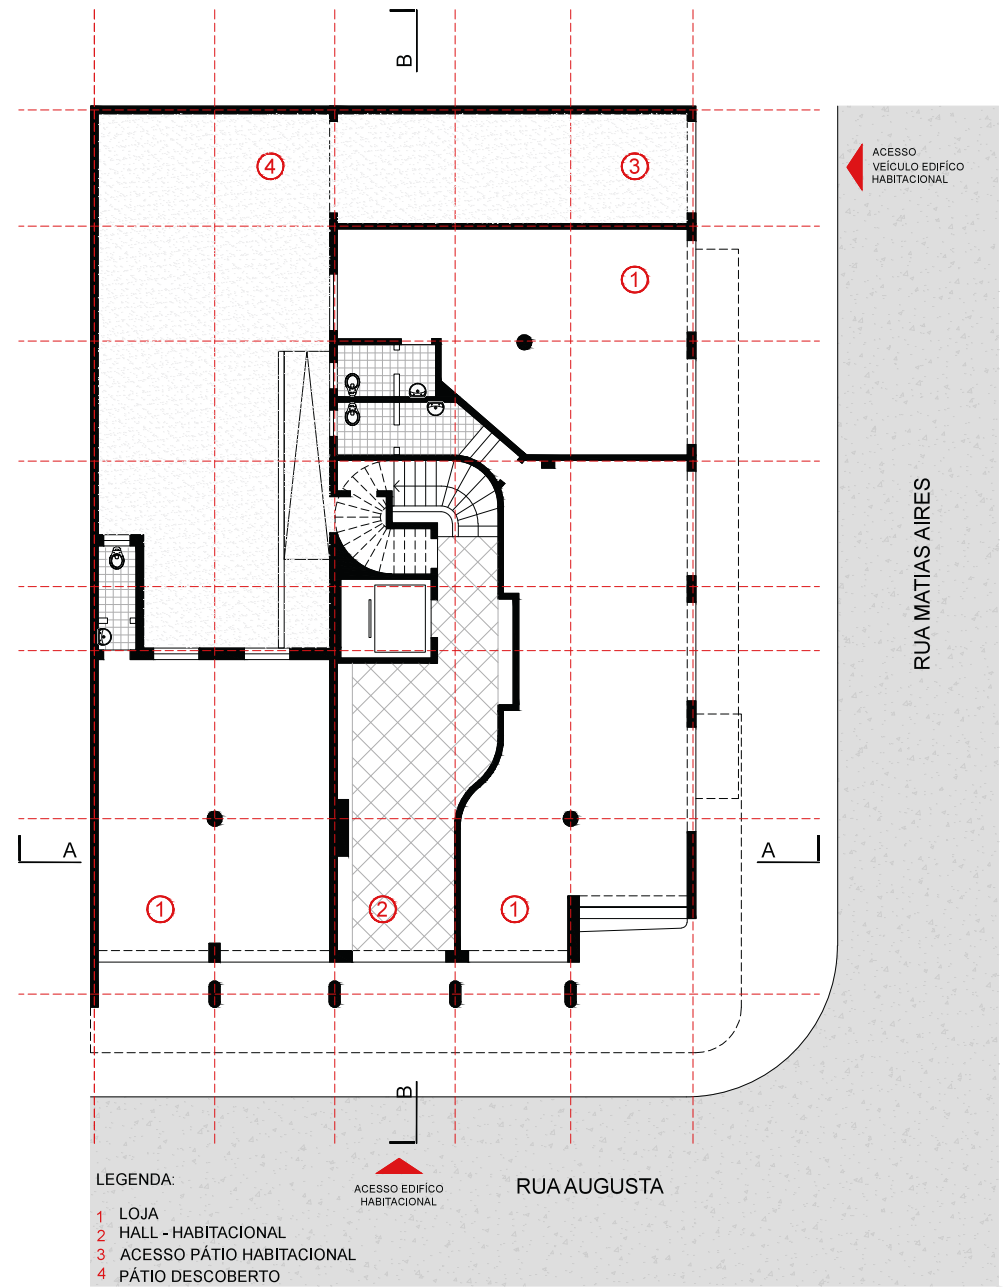 B
4
3
ACESSO
VEÍCULO EDIFÍCO
HABITACIONAL
1
RUA MATIAS AIRES
A
A
1
2
1
B
ACESSO EDIFÍCO
HABITACIONAL
RUA AUGUSTA
LEGENDA:
1 LOJA
2 HALL - HABITACIONAL
3 ACESSO PÁTIO HABITACIONAL
4 PÁTIO DESCOBERTO